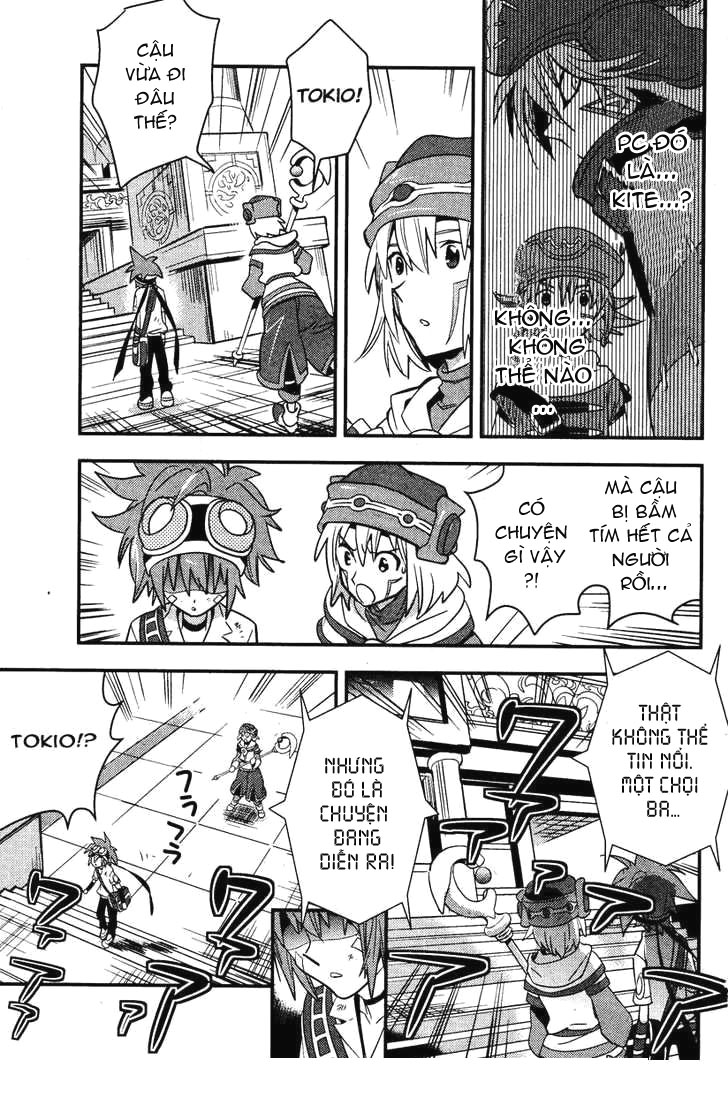 PC ĐÓ
LÀ...
KITE...?
KHÔNG...
KHÔNG
THỂ NÀO
...
TOKIO!
CẬU
VỪA ĐI
ĐÂU
THẾ?
MÀ CẬU
BỊ BẦM
TÍM HẾT CẢ
NGƯỜI
RỒI...
CÓ
CHUYỆN
GÌ VẬY
?!
THẬT
KHÔNG THỂ
TIN NỔI.
MỘT CHỌI
BA...
NHƯNG
ĐÓ LÀ
CHUYỆN
ĐANG
DIỄN RA!
TOKIO!?